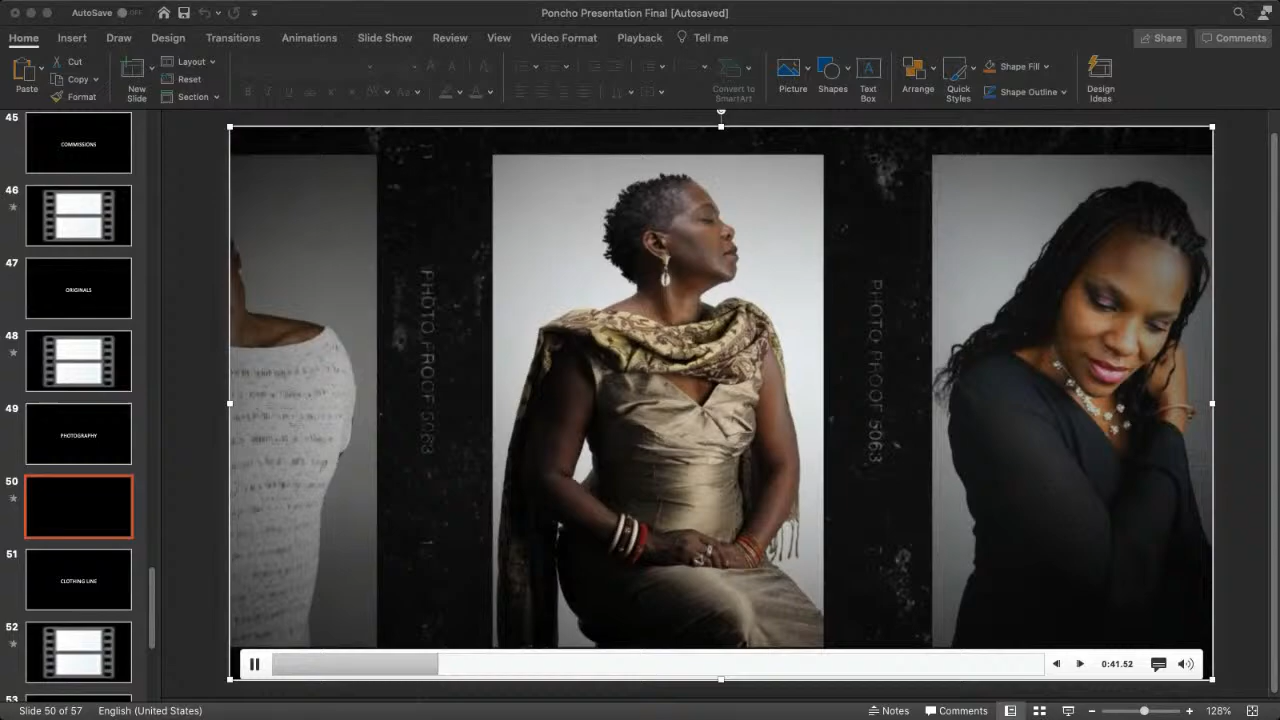 AutoSave
OFF
Poncho Presentation Final [Autosaved]
Home Insert Draw Design Transitions Animations Slide Show Review View Video Format Playback Tell me Share Comments
Paste
Cut
Copy
Format
New Slide
Layout
Reset
Section
Convert to SmartArt
Picture
Shapes
Text Box
Arrange
Quick Styles
Shape Fill
Shape Outline
Design Ideas
45
COMMISSIONS
46
47
ORIGINALS
48
49
PHOTOGRAPHY
50
51
CLOTHING LINE
52
53
PHOTO PROOF 5063
PHOTO PROOF 5063
0:41.52
Slide 50 of 57 English (United States) Notes Comments 128%